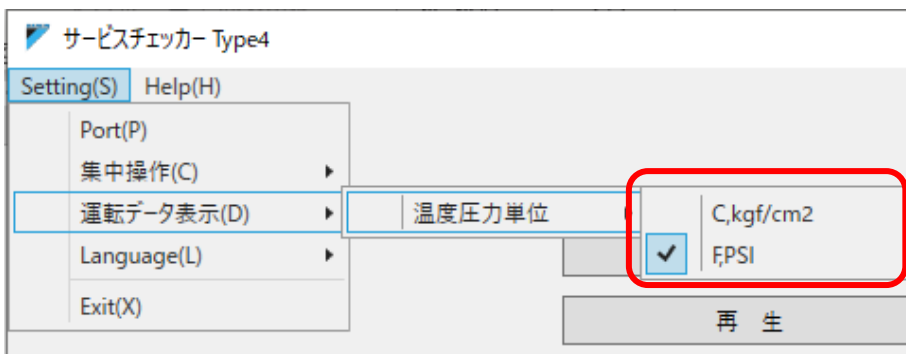 サービスチェッカー Type4
Setting(S) Help(H)
Port(P)
集中操作(C)
運転データ表示(D)
温度圧力単位
C,kgf/cm2
F,PSI
Language(L)
Exit(X)
再 生